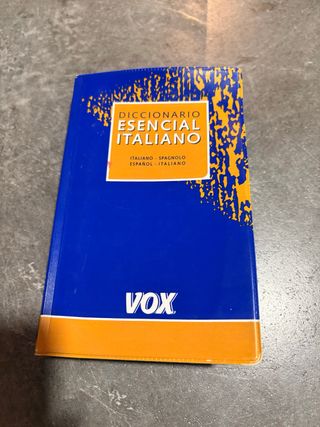 DICCIONARIO
ESENCIAL
ITALIANO
ITALIANO - SPAGNOLO
ESPAÑOL - ITALIANO
VOX